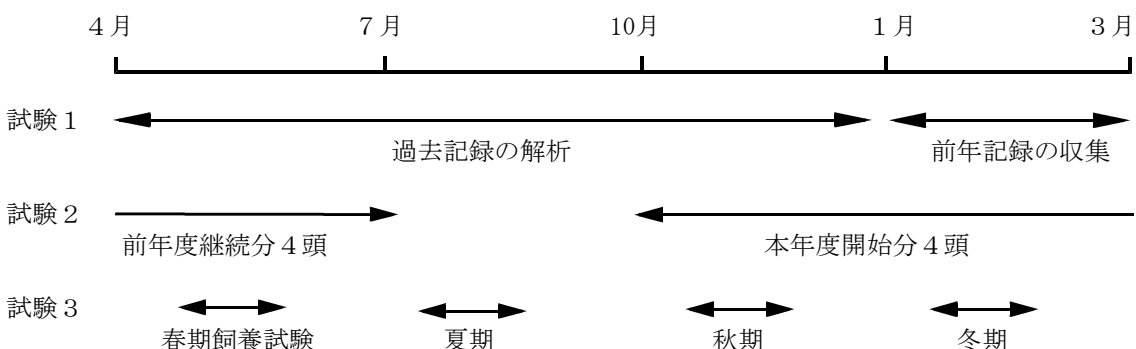 ４月 ７月 10月 １月 ３月
試験１
過去記録の解析 前年記録の収集
試験２
前年度継続分４頭 本年度開始分４頭
試験３
春期飼養試験 夏期 秋期 冬期